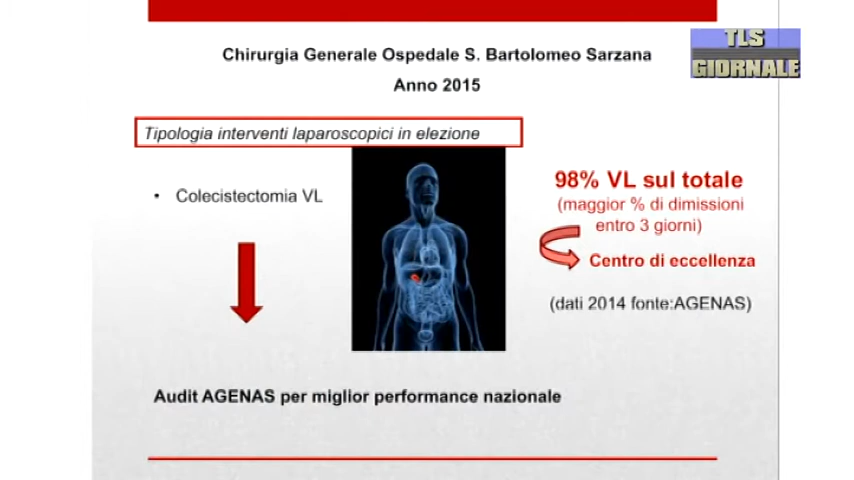 Chirurgia Generale Ospedale S. Bartolomeo Sarzana
Anno 2015
TLS
GIORNALE
Tipologia interventi laparoscopici in elezione
• Colecistectomia VL
98% VL sul totale
(maggior % di dimissioni
entro 3 giorni)
Centro di eccellenza
(dati 2014 fonte:AGENAS)
Audit AGENAS per miglior performance nazionale